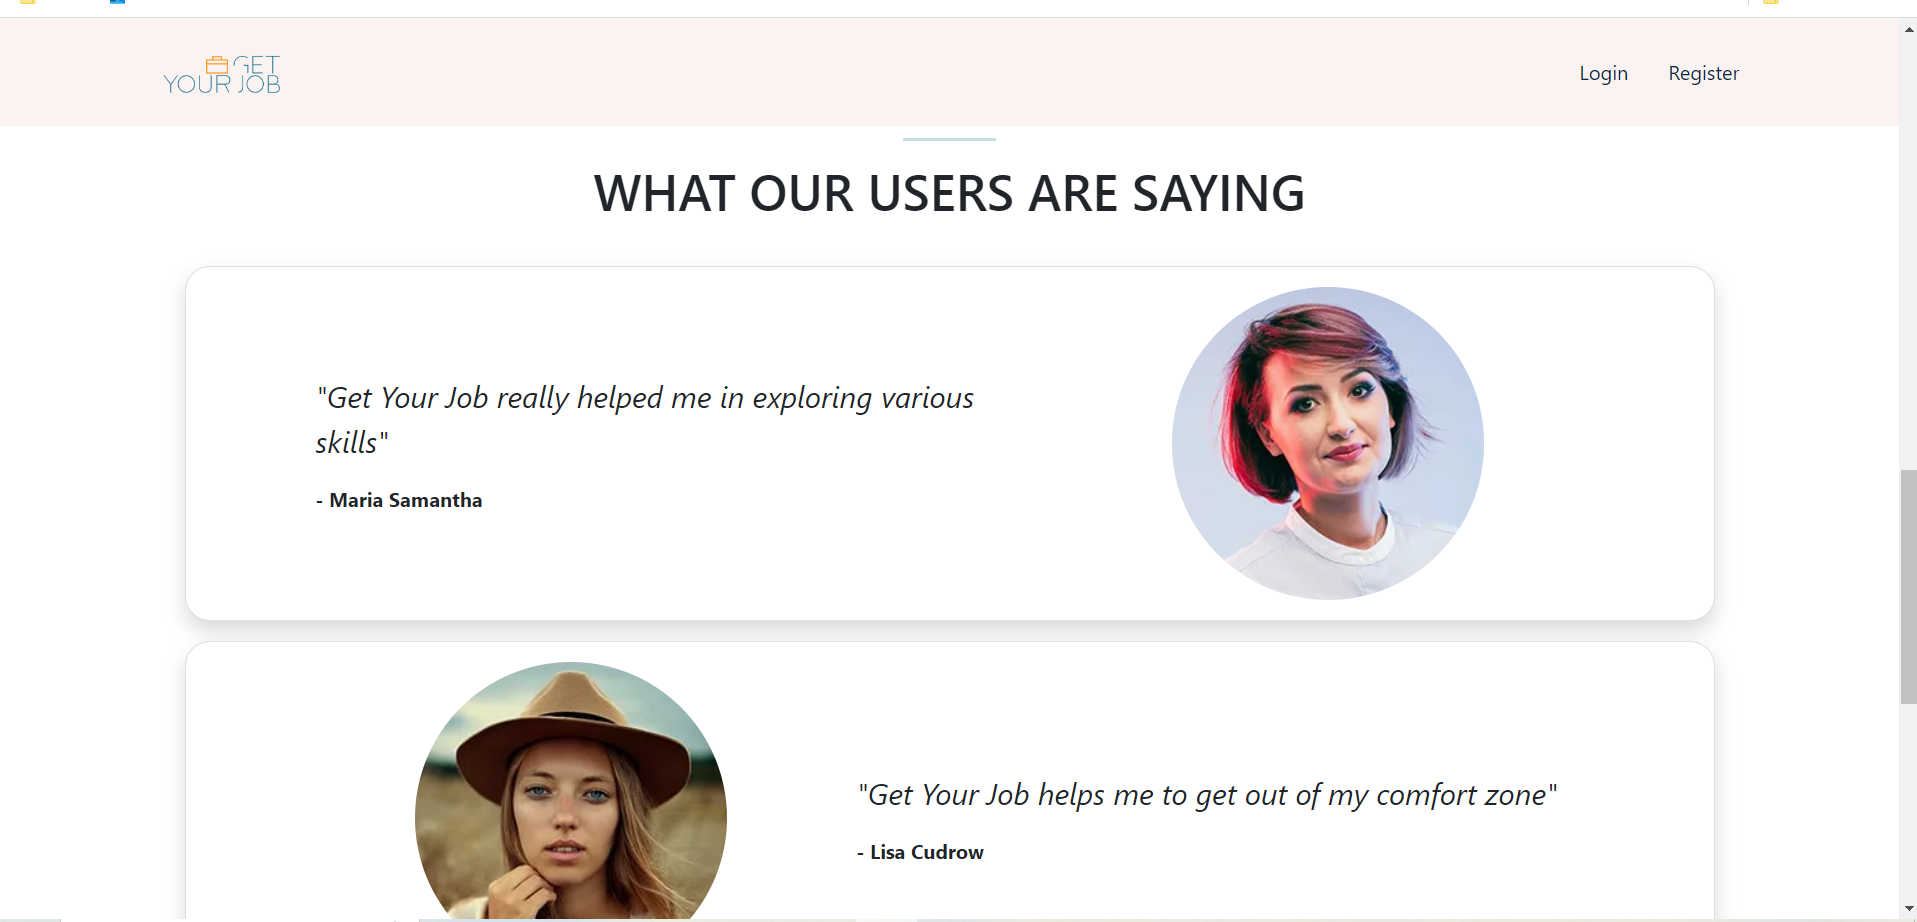 GET
YOUR JOB
Login
Register
WHAT OUR USERS ARE SAYING
"Get Your Job really helped me in exploring various
skills"
- Maria Samantha
"Get Your Job helps me to get out of my comfort zone"
- Lisa Cudrow